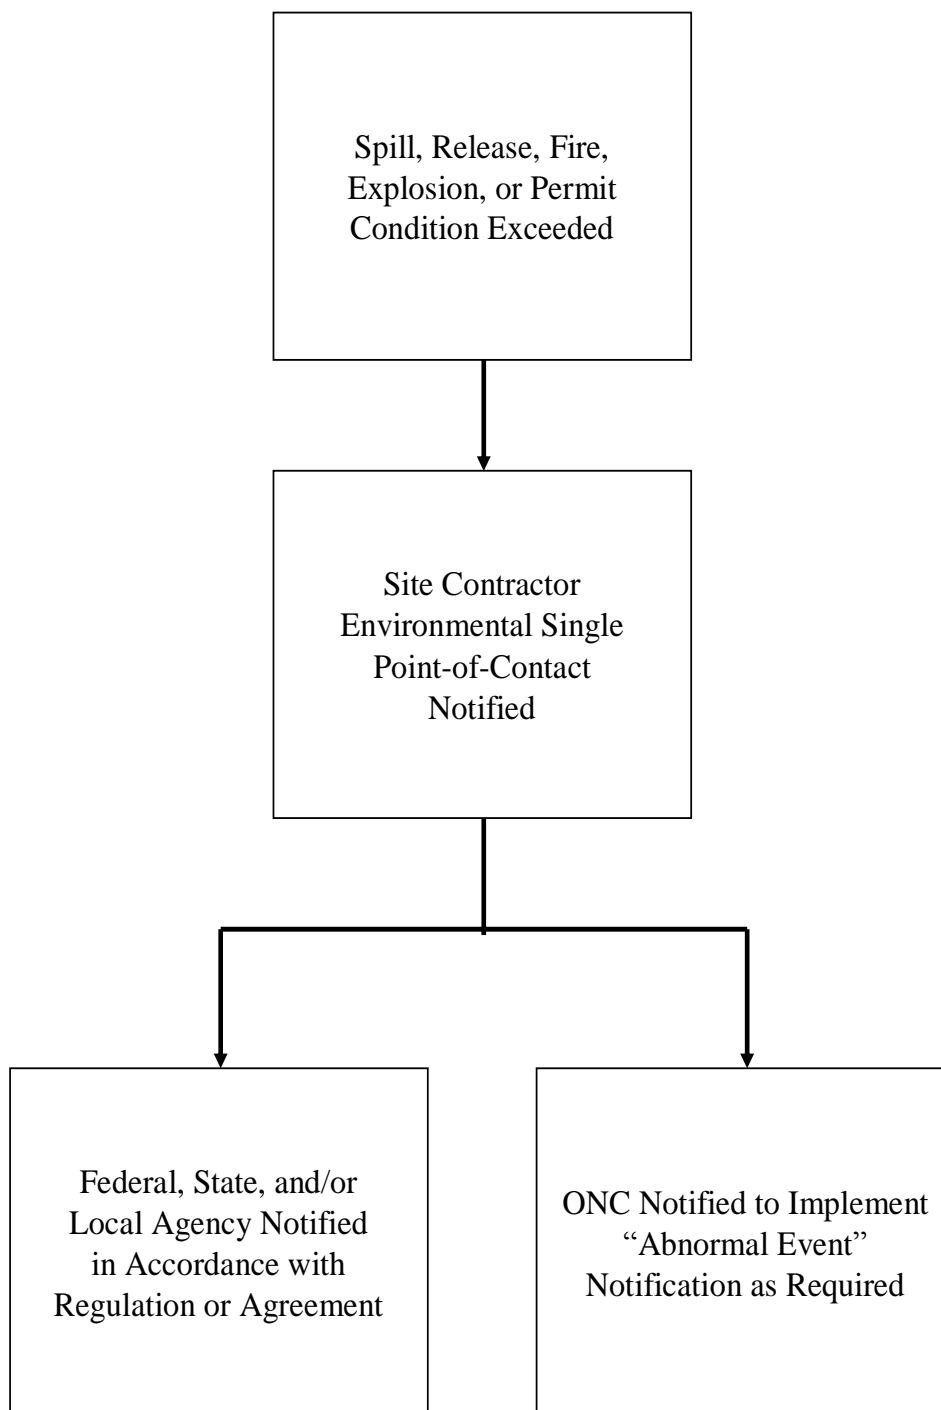 Spill, Release, Fire,
Explosion, or Permit
Condition Exceeded
Site Contractor
Environmental Single
Point-of-Contact
Notified
Federal, State, and/or
Local Agency Notified
in Accordance with
Regulation or Agreement
ONC Notified to Implement
“Abnormal Event”
Notification as Required